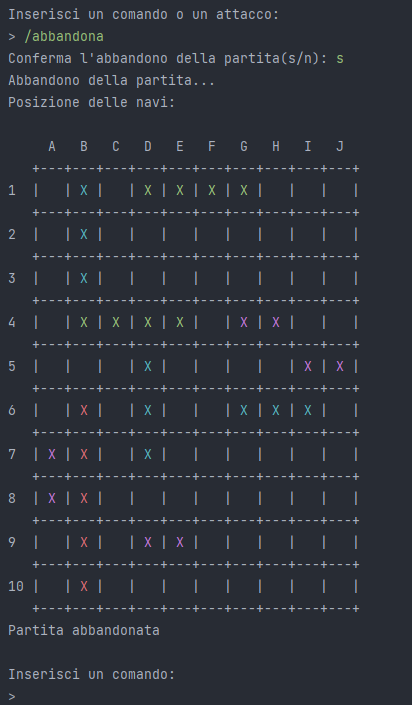 Inserisci un comando o un attacco:
> /abbandona
Conferma l'abbandono della partita(s/n): s
Abbandono della partita...
Posizione delle navi:

     A   B   C   D   E   F   G   H   I   J
   +---+---+---+---+---+---+---+---+---+---+
1  |   | X |   | X | X | X | X |   |   |   |
   +---+---+---+---+---+---+---+---+---+---+
2  |   | X |   |   |   |   |   |   |   |   |
   +---+---+---+---+---+---+---+---+---+---+
3  |   | X |   |   |   |   |   |   |   |   |
   +---+---+---+---+---+---+---+---+---+---+
4  |   | X | X | X | X |   | X | X |   |   |
   +---+---+---+---+---+---+---+---+---+---+
5  |   |   |   | X |   |   |   |   | X | X |
   +---+---+---+---+---+---+---+---+---+---+
6  |   | X |   | X |   |   | X | X | X |   |
   +---+---+---+---+---+---+---+---+---+---+
7  | X | X |   | X |   |   |   |   |   |   |
   +---+---+---+---+---+---+---+---+---+---+
8  | X | X |   |   |   |   |   |   |   |   |
   +---+---+---+---+---+---+---+---+---+---+
9  |   | X |   | X | X |   |   |   |   |   |
   +---+---+---+---+---+---+---+---+---+---+
10 |   | X |   |   |   |   |   |   |   |   |
   +---+---+---+---+---+---+---+---+---+---+
Partita abbandonata

Inserisci un comando:
>